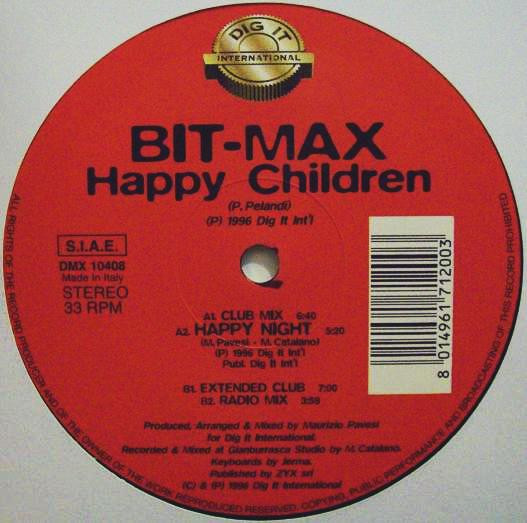 DIG IT
INTERNATIONAL
BIT-MAX
Happy Children
(P. Pelandi)
(P) 1996 Dig It Int'l
S.I.A.E.
DMX 10408
Made in Italy
STEREO
33 RPM
A1. CLUB MIX 6:40
A2. HAPPY NIGHT 5:20
(M. Pavesi - M. Catalano)
(P) 1996 Dig It Int'l
Publ. Dig It Int'l
B1. EXTENDED CLUB 7:00
B2. RADIO MIX 3:59
8 014961 712003
Produced, Arranged & Mixed by Maurizio Pavesi
for Dig It International.
Recorded & Mixed at Gianburrasca Studio by M. Catalano.
Keyboards by Jerma.
Published by ZYX srl
(C) & (P) 1996 Dig It International
ALL RIGHTS OF THE RECORD PRODUCER AND OF THE OWNER OF THE WORK REPRODUCED RESERVED. COPYING, PUBLIC PERFORMANCE AND BROADCASTING OF THIS RECORD PROHIBITED